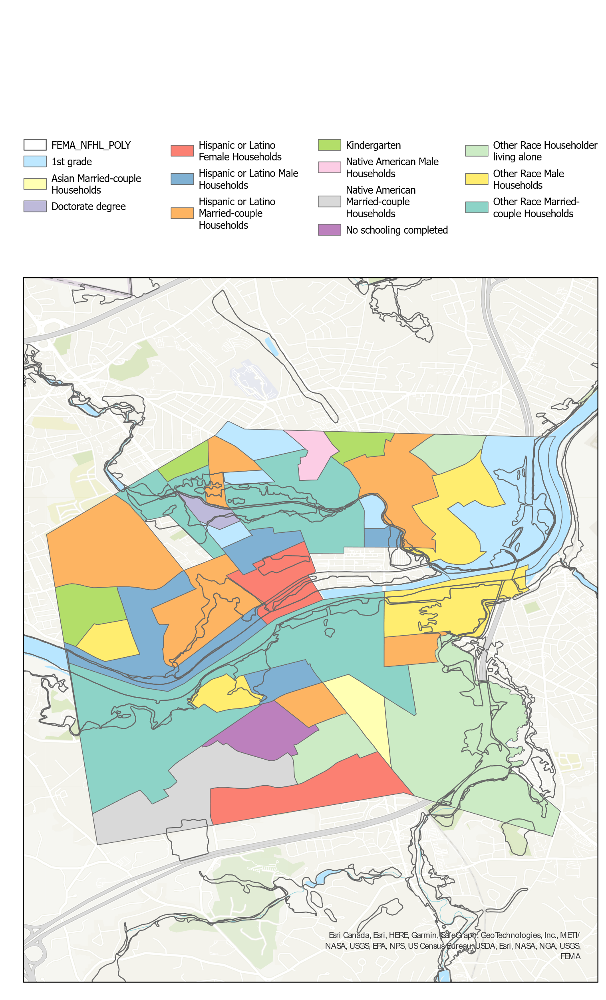 FEMA_NFHL_POLY
1st grade
Asian Married-couple
Households
Doctorate degree
Hispanic or Latino
Female Households
Hispanic or Latino Male
Households
Hispanic or Latino
Married-couple
Households
Kindergarten
Native American Male
Households
Native American
Married-couple
Households
No schooling completed
Other Race Householder
living alone
Other Race Male
Households
Other Race Married-
couple Households
Esri Canada, Esri, HERE, Garmin, SafeGraph, GeoTechnologies, Inc., METI/
NASA, USGS, EPA, NPS, US Census Bureau, USDA, Esri, NASA, NGA, USGS,
FEMA